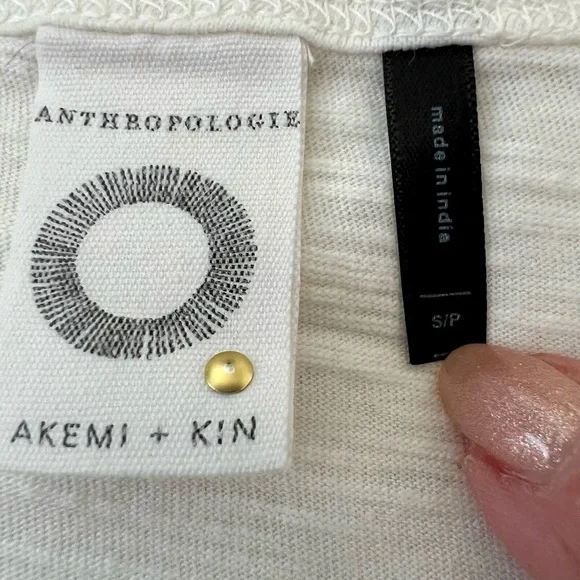 ANTHROPOLOGIE
AKEMI + KIN
made in india
S/P